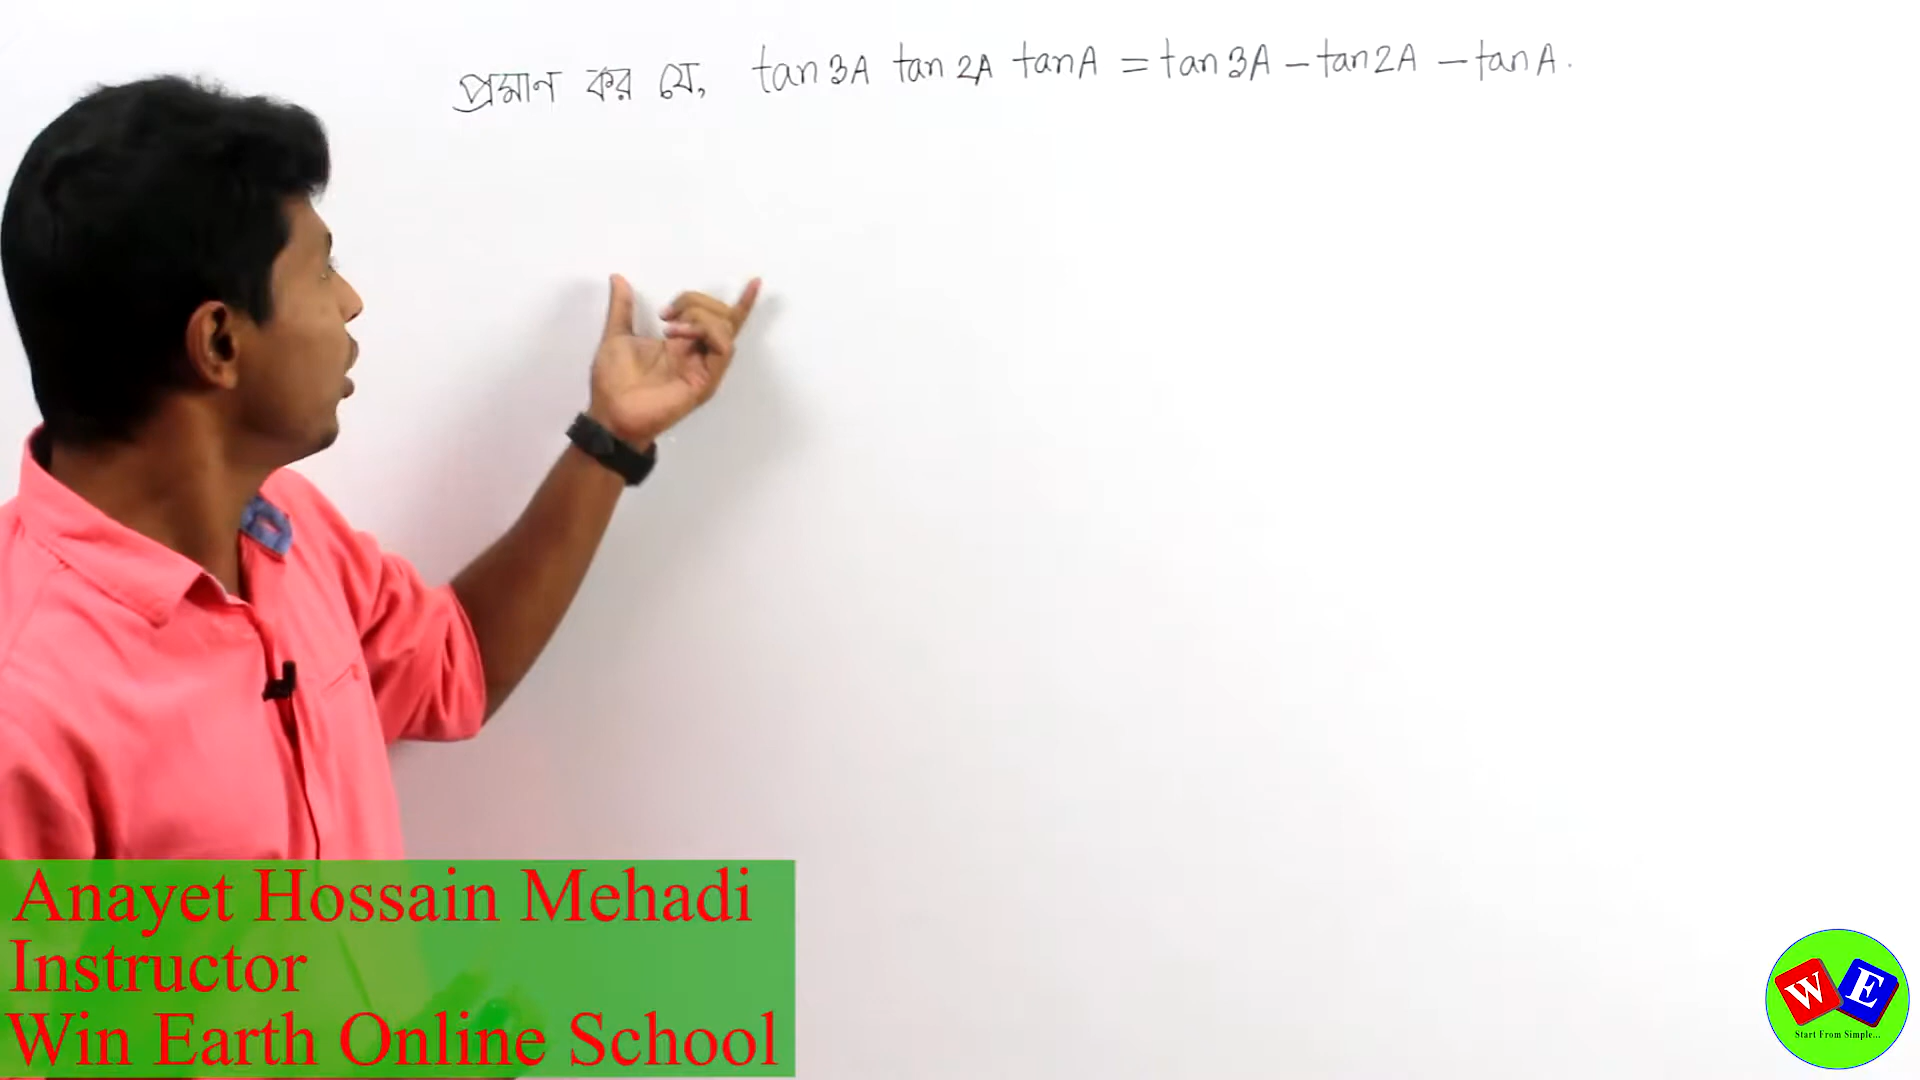 প্রমাণ কর যে, tan 3A tan 2A tan A = tan 3A – tan 2A – tan A.
Anayet Hossain Mehadi
Instructor
Win Earth Online School
W E
Start From Simple...